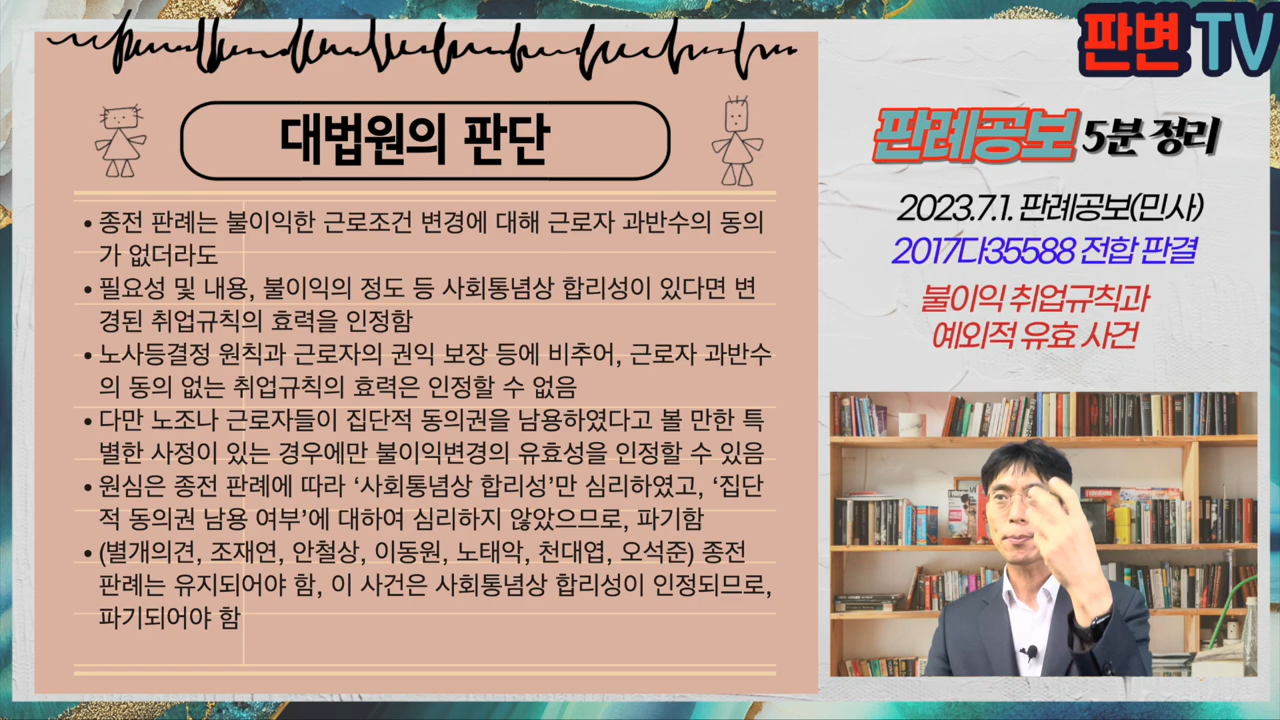 판변 TV
대법원의 판단
• 종전 판례는 불이익한 근로조건 변경에 대해 근로자 과반수의 동의
가 없더라도
• 필요성 및 내용, 불이익의 정도 등 사회통념상 합리성이 있다면 변
경된 취업규칙의 효력을 인정함
• 노사등결정 원칙과 근로자의 권익 보장 등에 비추어, 근로자 과반수
의 동의 없는 취업규칙의 효력은 인정할 수 없음
• 다만 노조나 근로자들이 집단적 동의권을 남용하였다고 볼 만한 특
별한 사정이 있는 경우에만 불이익변경의 유효성을 인정할 수 있음
• 원심은 종전 판례에 따라 ‘사회통념상 합리성’만 심리하였고, ‘집단
적 동의권 남용 여부’에 대하여 심리하지 않았으므로, 파기함
• (별개의견, 조재연, 안철상, 이동원, 노태악, 천대엽, 오석준) 종전
판례는 유지되어야 함, 이 사건은 사회통념상 합리성이 인정되므로,
파기되어야 함
판례공보 5분 정리
2023.7.1. 판례공보(민사)
2017다35588 전합 판결
불이익 취업규칙과
예외적 유효 사건